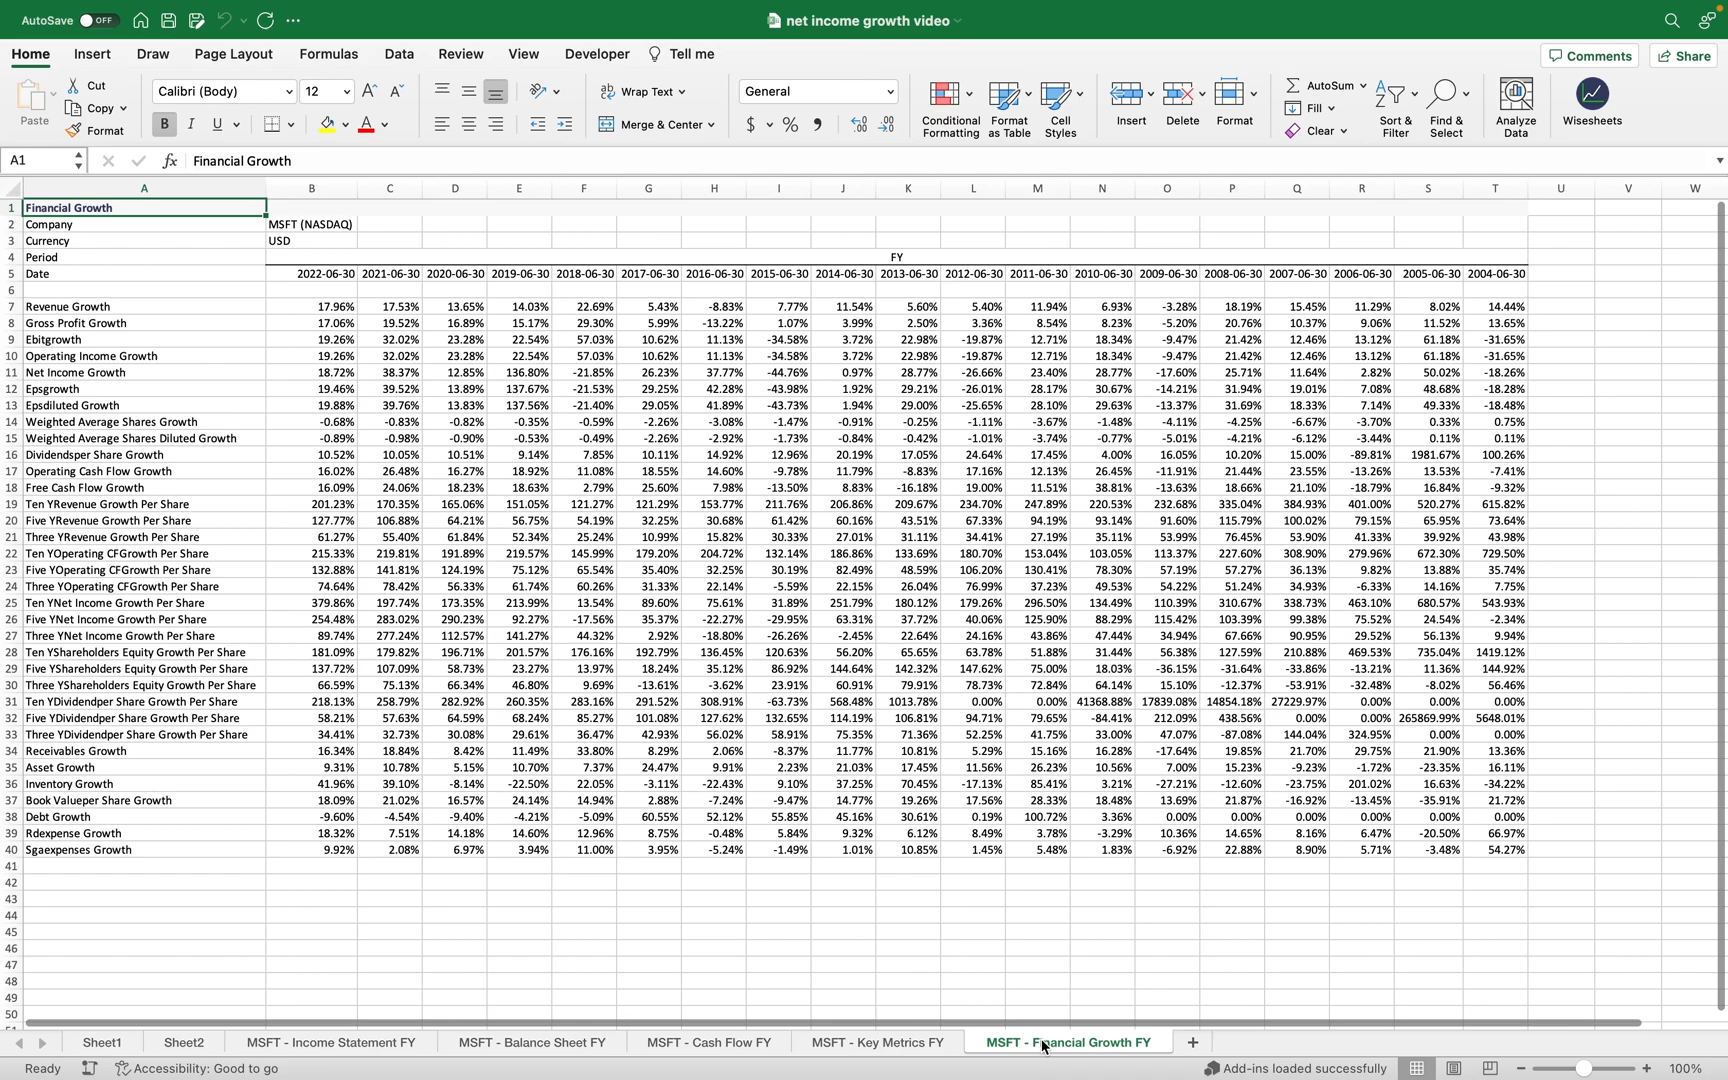 AutoSave OFF net income growth video
Home Insert Draw Page Layout Formulas Data Review View Developer Tell me Comments Share
Paste Cut Copy Format Calibri (Body) 12 Wrap Text Merge & Center General Conditional Formatting Format as Table Cell Styles Insert Delete Format AutoSum Fill Clear Sort & Filter Find & Select Analyze Data Wisesheets
B I U A $ % 9
A1 fx Financial Growth
A B C D E F G H I J K L M N O P Q R S T U V W
1 Financial Growth
2 Company MSFT (NASDAQ)
3 Currency USD
4 Period FY
5 Date 2022-06-30 2021-06-30 2020-06-30 2019-06-30 2018-06-30 2017-06-30 2016-06-30 2015-06-30 2014-06-30 2013-06-30 2012-06-30 2011-06-30 2010-06-30 2009-06-30 2008-06-30 2007-06-30 2006-06-30 2005-06-30 2004-06-30
6
7 Revenue Growth 17.96% 17.53% 13.65% 14.03% 22.69% 5.43% -8.83% 7.77% 11.54% 5.60% 5.40% 11.94% 6.93% -3.28% 18.19% 15.45% 11.29% 8.02% 14.44%
8 Gross Profit Growth 17.06% 19.52% 16.89% 15.17% 29.30% 5.99% -13.22% 1.07% 3.99% 2.50% 3.36% 8.54% 8.23% -5.20% 20.76% 10.37% 9.06% 11.52% 13.65%
9 Ebitgrowth 19.26% 32.02% 23.28% 22.54% 57.03% 10.62% 11.13% -34.58% 3.72% 22.98% -19.87% 12.71% 18.34% -9.47% 21.42% 12.46% 13.12% 61.18% -31.65%
10 Operating Income Growth 19.26% 32.02% 23.28% 22.54% 57.03% 10.62% 11.13% -34.58% 3.72% 22.98% -19.87% 12.71% 18.34% -9.47% 21.42% 12.46% 13.12% 61.18% -31.65%
11 Net Income Growth 18.72% 38.37% 12.85% 136.80% -21.85% 26.23% 37.77% -44.76% 0.97% 28.77% -26.66% 23.40% 28.77% -17.60% 25.71% 11.64% 2.82% 50.02% -18.26%
12 Epsgrowth 19.46% 39.52% 13.89% 137.67% -21.53% 29.25% 42.28% -43.98% 1.92% 29.21% -26.01% 28.17% 30.67% -14.21% 31.94% 19.01% 7.08% 48.68% -18.28%
13 Epsdiluted Growth 19.88% 39.76% 13.83% 137.56% -21.40% 29.05% 41.89% -43.73% 1.94% 29.00% -25.65% 28.10% 29.63% -13.37% 31.69% 18.33% 7.14% 49.33% -18.48%
14 Weighted Average Shares Growth -0.68% -0.83% -0.82% -0.35% -0.59% -2.26% -3.08% -1.47% -0.91% -0.25% -1.11% -3.67% -1.48% -4.11% -4.25% -6.67% -3.70% 0.33% 0.75%
15 Weighted Average Shares Diluted Growth -0.89% -0.98% -0.90% -0.53% -0.49% -2.26% -2.92% -1.73% -0.84% -0.42% -1.01% -3.74% -0.77% -5.01% -4.21% -6.12% -3.44% 0.11% 0.11%
16 Dividendsper Share Growth 10.52% 10.05% 10.51% 9.14% 7.85% 10.11% 14.92% 12.96% 20.19% 17.05% 24.64% 17.45% 4.00% 16.05% 10.20% 15.00% -89.81% 1981.67% 100.26%
17 Operating Cash Flow Growth 16.02% 26.48% 16.27% 18.92% 11.08% 18.55% 14.60% -9.78% 11.79% -8.83% 17.16% 12.13% 26.45% -11.91% 21.44% 23.55% -13.26% 13.53% -7.41%
18 Free Cash Flow Growth 16.09% 24.06% 18.23% 18.63% 2.79% 25.60% 7.98% -13.50% 8.83% -16.18% 19.00% 11.51% 38.81% -13.63% 18.66% 21.10% -18.79% 16.84% -9.32%
19 Ten YRevenue Growth Per Share 201.23% 170.35% 165.06% 151.05% 121.27% 121.29% 153.77% 211.76% 206.86% 209.67% 234.70% 247.89% 220.53% 232.68% 335.04% 384.93% 401.00% 520.27% 615.82%
20 Five YRevenue Growth Per Share 127.77% 106.88% 64.21% 56.75% 54.19% 32.25% 30.68% 61.42% 60.16% 43.51% 67.33% 94.19% 93.14% 91.60% 115.79% 100.02% 79.15% 65.95% 73.64%
21 Three YRevenue Growth Per Share 61.27% 55.40% 61.84% 52.34% 25.24% 10.99% 15.82% 30.33% 27.01% 31.11% 34.41% 27.19% 35.11% 53.99% 76.45% 53.90% 41.33% 39.92% 43.98%
22 Ten YOperating CFGrowth Per Share 215.33% 219.81% 191.89% 219.57% 145.99% 179.20% 204.72% 132.14% 186.86% 133.69% 180.70% 153.04% 103.05% 113.37% 227.60% 308.90% 279.96% 672.30% 729.50%
23 Five YOperating CFGrowth Per Share 132.88% 141.81% 124.19% 75.12% 65.54% 35.40% 32.25% 30.19% 82.49% 48.59% 106.20% 130.41% 78.30% 57.19% 57.27% 36.13% 9.82% 13.88% 35.74%
24 Three YOperating CFGrowth Per Share 74.64% 78.42% 56.33% 61.74% 60.26% 31.33% 22.14% -5.59% 22.15% 26.04% 76.99% 37.23% 49.53% 54.22% 51.24% 34.93% -6.33% 14.16% 7.75%
25 Ten YNet Income Growth Per Share 379.86% 197.74% 173.35% 213.99% 13.54% 89.60% 75.61% 31.89% 251.79% 180.12% 179.26% 296.50% 134.49% 110.39% 310.67% 338.73% 463.10% 680.57% 543.93%
26 Five YNet Income Growth Per Share 254.48% 283.02% 290.23% 92.27% -17.56% 35.37% -22.27% -29.95% 63.31% 37.72% 40.06% 125.90% 88.29% 115.42% 103.39% 99.38% 75.52% 24.54% -2.34%
27 Three YNet Income Growth Per Share 89.74% 277.24% 112.57% 141.27% 44.32% 2.92% -18.80% -26.26% -2.45% 22.64% 24.16% 43.86% 47.44% 34.94% 67.66% 90.95% 29.52% 56.13% 9.94%
28 Ten YShareholders Equity Growth Per Share 181.09% 179.82% 196.71% 201.57% 176.16% 192.79% 136.45% 120.63% 56.20% 65.65% 63.78% 51.88% 31.44% 56.38% 127.59% 210.88% 469.53% 735.04% 1419.12%
29 Five YShareholders Equity Growth Per Share 137.72% 107.09% 58.73% 23.27% 13.97% 18.24% 35.12% 86.92% 144.64% 142.32% 147.62% 75.00% 18.03% -36.15% -31.64% -33.86% -13.21% 11.36% 144.92%
30 Three YShareholders Equity Growth Per Share 66.59% 75.13% 66.34% 46.80% 9.69% -13.61% -3.62% 23.91% 60.91% 79.91% 78.73% 72.84% 64.14% 15.10% -12.37% -53.91% -32.48% -8.02% 56.46%
31 Ten YDividendper Share Growth Per Share 218.13% 258.79% 282.92% 260.35% 283.16% 291.52% 308.91% -63.73% 568.48% 1013.78% 0.00% 0.00% 41368.88% 17839.08% 14854.18% 27229.97% 0.00% 0.00% 0.00%
32 Five YDividendper Share Growth Per Share 58.21% 57.63% 64.59% 68.24% 85.27% 101.08% 127.62% 132.65% 114.19% 106.81% 94.71% 79.65% -84.41% 212.09% 438.56% 0.00% 0.00% 265869.99% 5648.01%
33 Three YDividendper Share Growth Per Share 34.41% 32.73% 30.08% 29.61% 36.47% 42.93% 56.02% 58.91% 75.35% 71.36% 52.25% 41.75% 33.00% 47.07% -87.08% 144.04% 324.95% 0.00% 0.00%
34 Receivables Growth 16.34% 18.84% 8.42% 11.49% 33.80% 8.29% 2.06% -8.37% 11.77% 10.81% 5.29% 15.16% 16.28% -17.64% 19.85% 21.70% 29.75% 21.90% 13.36%
35 Asset Growth 9.31% 10.78% 5.15% 10.70% 7.37% 24.47% 9.91% 2.23% 21.03% 17.45% 11.56% 26.23% 10.56% 7.00% 15.23% -9.23% -1.72% -23.35% 16.11%
36 Inventory Growth 41.96% 39.10% -8.14% -22.50% 22.05% -3.11% -22.43% 9.10% 37.25% 70.45% -17.13% 85.41% 3.21% -27.21% -12.60% -23.75% 201.02% 16.63% -34.22%
37 Book Valueper Share Growth 18.09% 21.02% 16.57% 24.14% 14.94% 2.88% -7.24% -9.47% 14.77% 19.26% 17.56% 28.33% 18.48% 13.69% 21.87% -16.92% -13.45% -35.91% 21.72%
38 Debt Growth -9.60% -4.54% -9.40% -4.21% -5.09% 60.55% 52.12% 55.85% 45.16% 30.61% 0.19% 100.72% 3.36% 0.00% 0.00% 0.00% 0.00% 0.00% 0.00%
39 Rdexpense Growth 18.32% 7.51% 14.18% 14.60% 12.96% 8.75% -0.48% 5.84% 9.32% 6.12% 8.49% 3.78% -3.29% 10.36% 14.65% 8.16% 6.47% -20.50% 66.97%
40 Sgaexpenses Growth 9.92% 2.08% 6.97% 3.94% 11.00% 3.95% -5.24% -1.49% 1.01% 10.85% 1.45% 5.48% 1.83% -6.92% 22.88% 8.90% 5.71% -3.48% 54.27%
41
42
43
44
45
46
47
48
49
50
Sheet1 Sheet2 MSFT - Income Statement FY MSFT - Balance Sheet FY MSFT - Cash Flow FY MSFT - Key Metrics FY MSFT - Financial Growth FY +
Ready Accessibility: Good to go Add-ins loaded successfully 100%